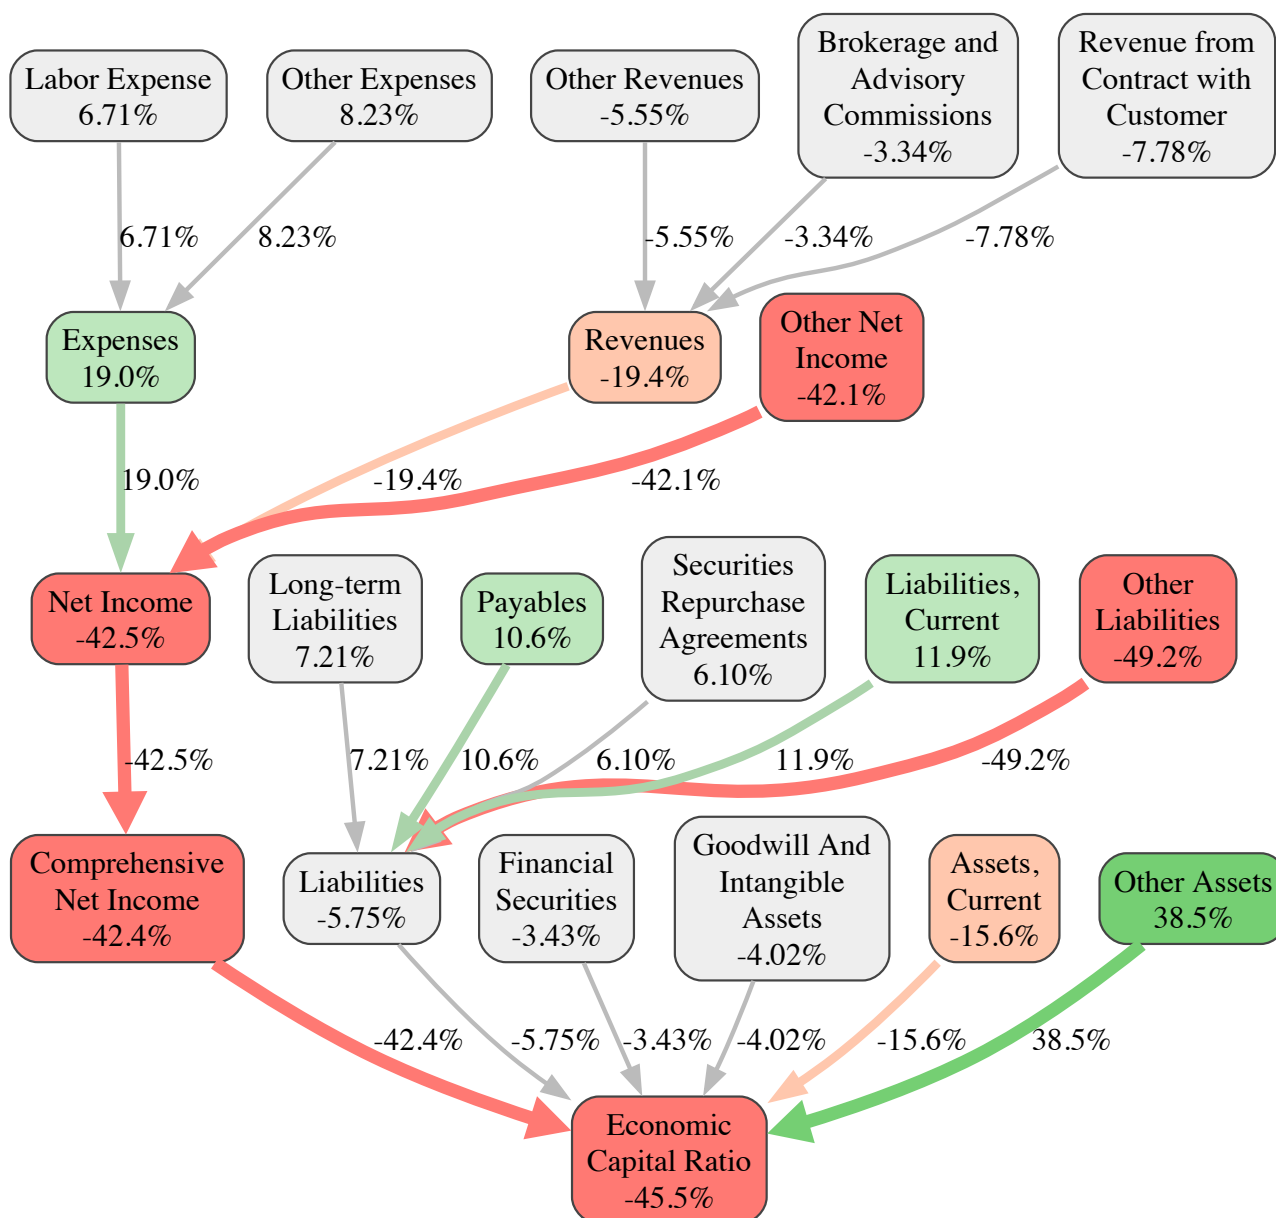 Labor Expense
6.71%
Other Expenses
8.23%
Other Revenues
-5.55%
Brokerage and
Advisory
Commissions
-3.34%
Revenue from
Contract with
Customer
-7.78%
6.71%
8.23%
-5.55%
-3.34%
-7.78%
Expenses
19.0%
Revenues
-19.4%
Other Net
Income
-42.1%
19.0%
-19.4%
-42.1%
Net Income
-42.5%
Long-term
Liabilities
7.21%
Payables
10.6%
Securities
Repurchase
Agreements
6.10%
Liabilities,
Current
11.9%
Other
Liabilities
-49.2%
-42.5%
7.21%
10.6%
6.10%
11.9%
-49.2%
Comprehensive
Net Income
-42.4%
Liabilities
-5.75%
Financial
Securities
-3.43%
Goodwill And
Intangible
Assets
-4.02%
Assets,
Current
-15.6%
Other Assets
38.5%
-42.4%
-5.75%
-3.43%
-4.02%
-15.6%
38.5%
Economic
Capital Ratio
-45.5%